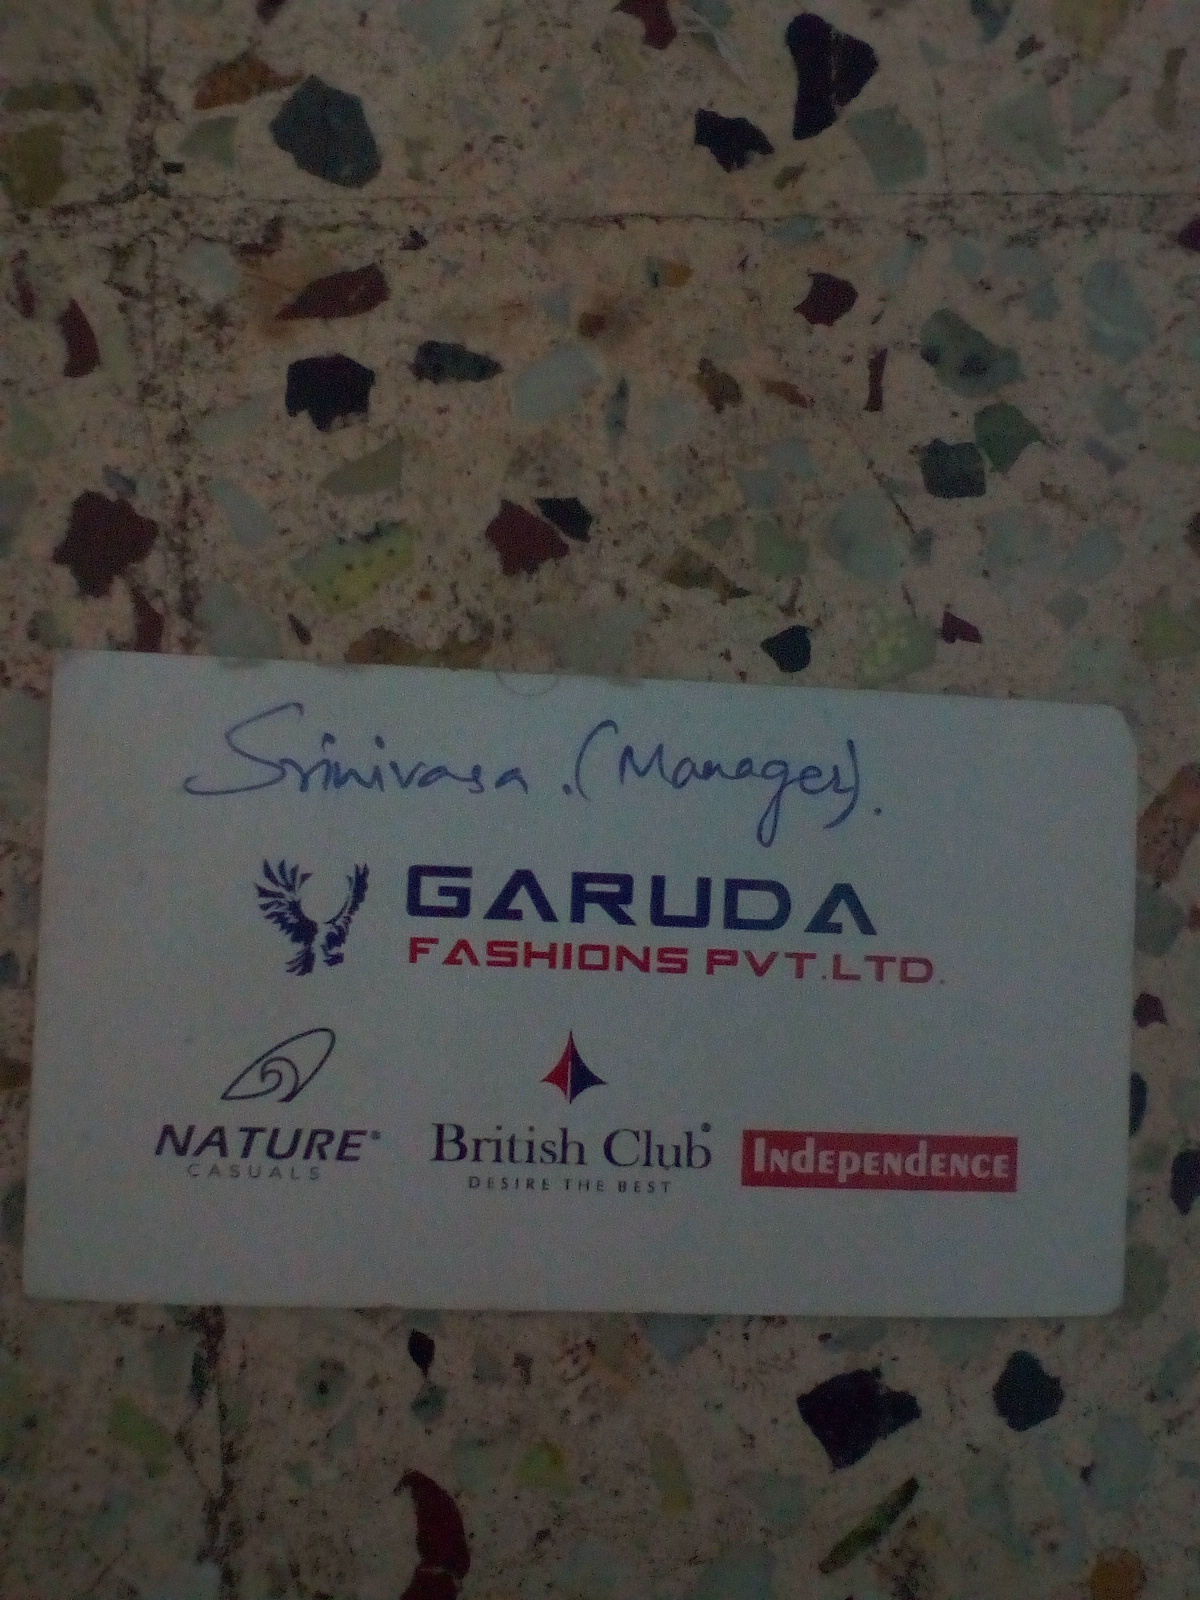 Srinivasa. (Manager).
GARUDA
FASHIONS PVT.LTD.
NATURE®
CASUALS
British Club®
DESIRE THE BEST
INDEPENDENCE